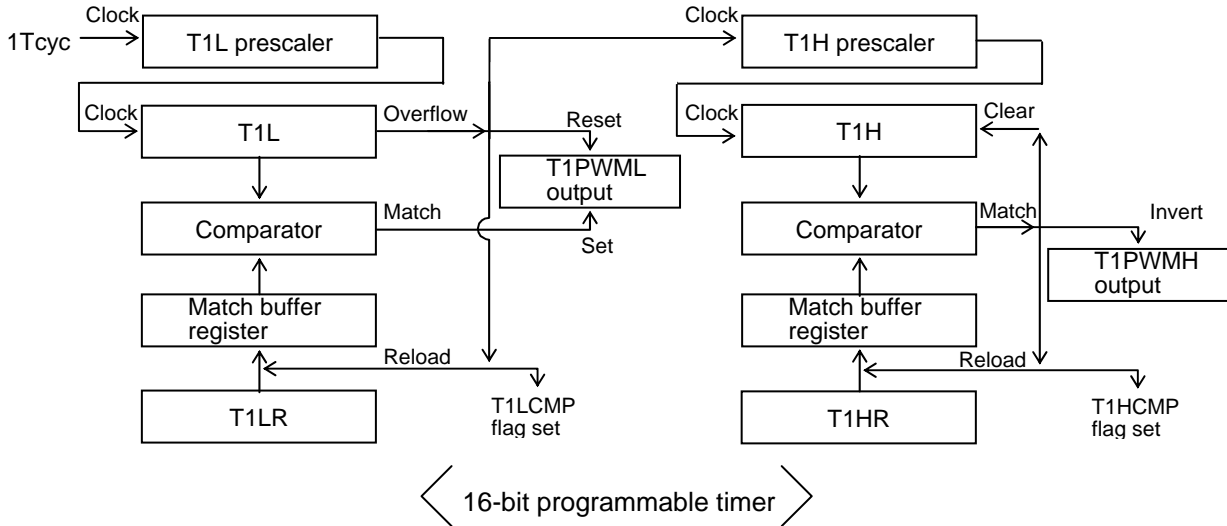 Clock
1Tcyc
T1L prescaler
Clock
T1H prescaler
Clock
T1L
Overflow
Reset
Clock
T1H
Clear
T1PWML
output
Comparator
Match
Set
Comparator
Match
Invert
T1PWMH
output
Match buffer
register
Match buffer
register
Reload
Reload
T1LR
T1LCMP
flag set
T1HR
T1HCMP
flag set
16-bit programmable timer